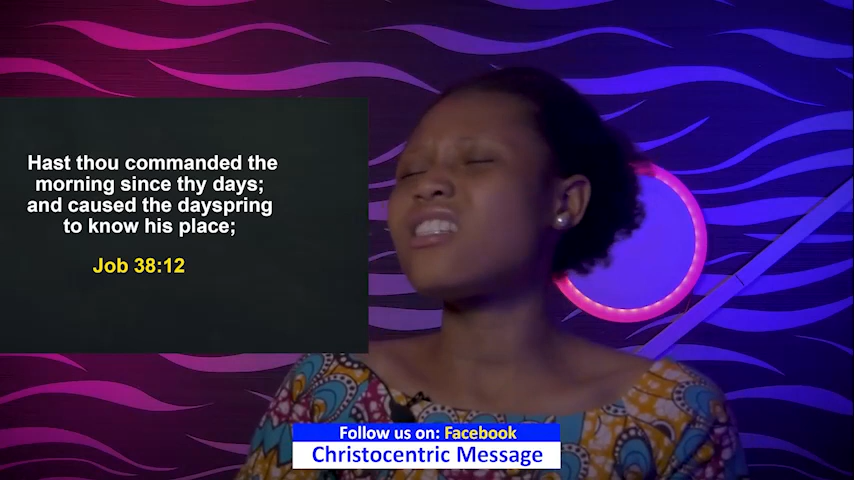 Hast thou commanded the
morning since thy days;
and caused the dayspring
to know his place;
Job 38:12
Follow us on: Facebook
Christocentric Message